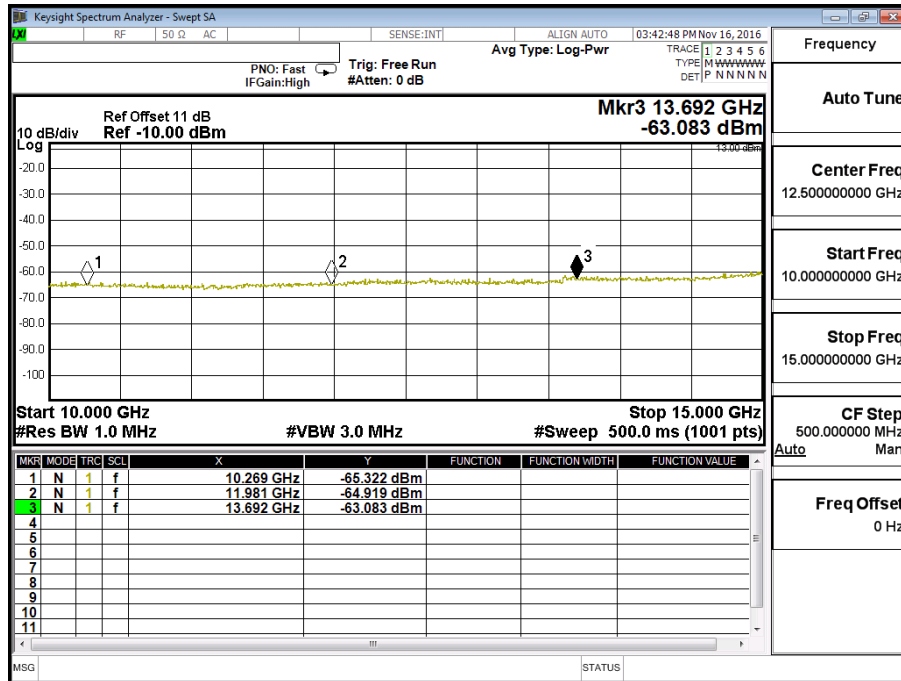 Keysight Spectrum Analyzer - Swept SA
LXI RF 50 Ω AC SENSE:INT ALIGN AUTO 03:42:48 PM Nov 16, 2016
PNO: Fast
IFGain:High
Trig: Free Run
#Atten: 0 dB
Avg Type: Log-Pwr
TRACE 1 2 3 4 5 6
TYPE M WWWWW
DET P N N N N N
Ref Offset 11 dB
10 dB/div Ref -10.00 dBm
Log
Mkr3 13.692 GHz
-63.083 dBm
13.00 dBm
-20.0
-30.0
-40.0
-50.0
-60.0
-70.0
-80.0
-90.0
-100
1
2
3
Start 10.000 GHz Stop 15.000 GHz
#Res BW 1.0 MHz #VBW 3.0 MHz #Sweep 500.0 ms (1001 pts)
MKR MODE TRC SCL X Y FUNCTION FUNCTION WIDTH FUNCTION VALUE
1 N 1 f 10.269 GHz -65.322 dBm
2 N 1 f 11.981 GHz -64.919 dBm
3 N 1 f 13.692 GHz -63.083 dBm
4
5
6
7
8
9
10
11
MSG STATUS
Frequency
Auto Tune
Center Freq
12.500000000 GHz
Start Freq
10.000000000 GHz
Stop Freq
15.000000000 GHz
CF Step
500.000000 MHz
Auto Man
Freq Offset
0 Hz